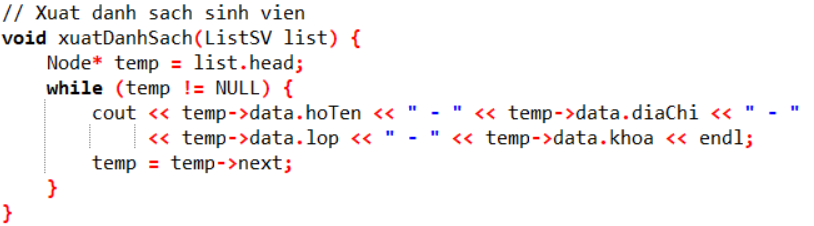 // Xuat danh sach sinh vien
void xuatDanhSach(ListSV list) {
    Node* temp = list.head;
    while (temp != NULL) {
        cout << temp->data.hoTen << " - " << temp->data.diaChi << " - "
             << temp->data.lop << " - " << temp->data.khoa << endl;
        temp = temp->next;
    }
}